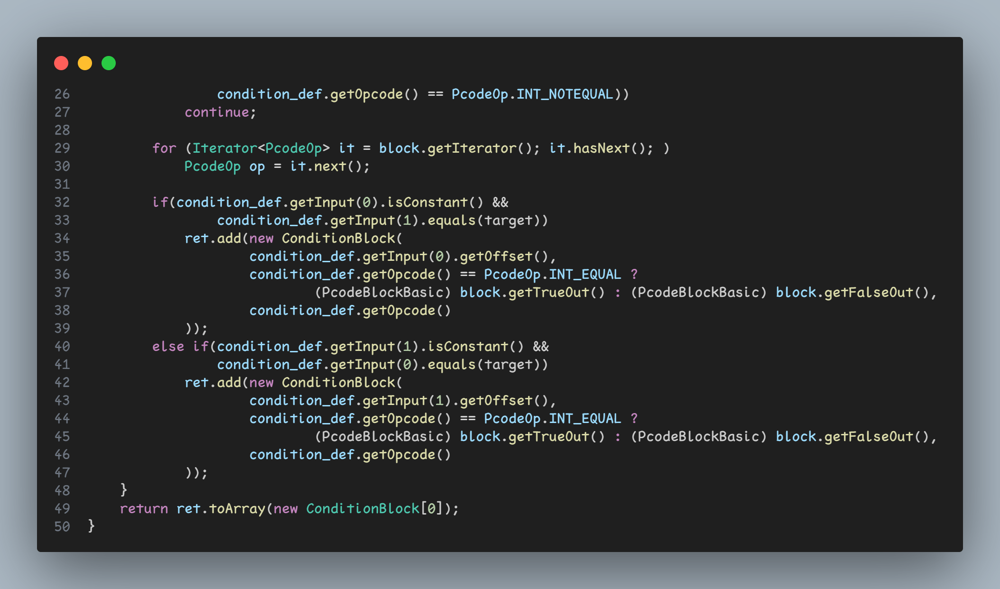 26                 condition_def.getOpcode() == PcodeOp.INT_NOTEQUAL))
27             continue;
28
29         for (Iterator<PcodeOp> it = block.getIterator(); it.hasNext(); )
30             PcodeOp op = it.next();
31
32         if(condition_def.getInput(0).isConstant() &&
33                 condition_def.getInput(1).equals(target))
34             ret.add(new ConditionBlock(
35                     condition_def.getInput(0).getOffset(),
36                     condition_def.getOpcode() == PcodeOp.INT_EQUAL ?
37                             (PcodeBlockBasic) block.getTrueOut() : (PcodeBlockBasic) block.getFalseOut(),
38                     condition_def.getOpcode()
39             ));
40         else if(condition_def.getInput(1).isConstant() &&
41                 condition_def.getInput(0).equals(target))
42             ret.add(new ConditionBlock(
43                     condition_def.getInput(1).getOffset(),
44                     condition_def.getOpcode() == PcodeOp.INT_EQUAL ?
45                             (PcodeBlockBasic) block.getTrueOut() : (PcodeBlockBasic) block.getFalseOut(),
46                     condition_def.getOpcode()
47             ));
48     }
49     return ret.toArray(new ConditionBlock[0]);
50 }